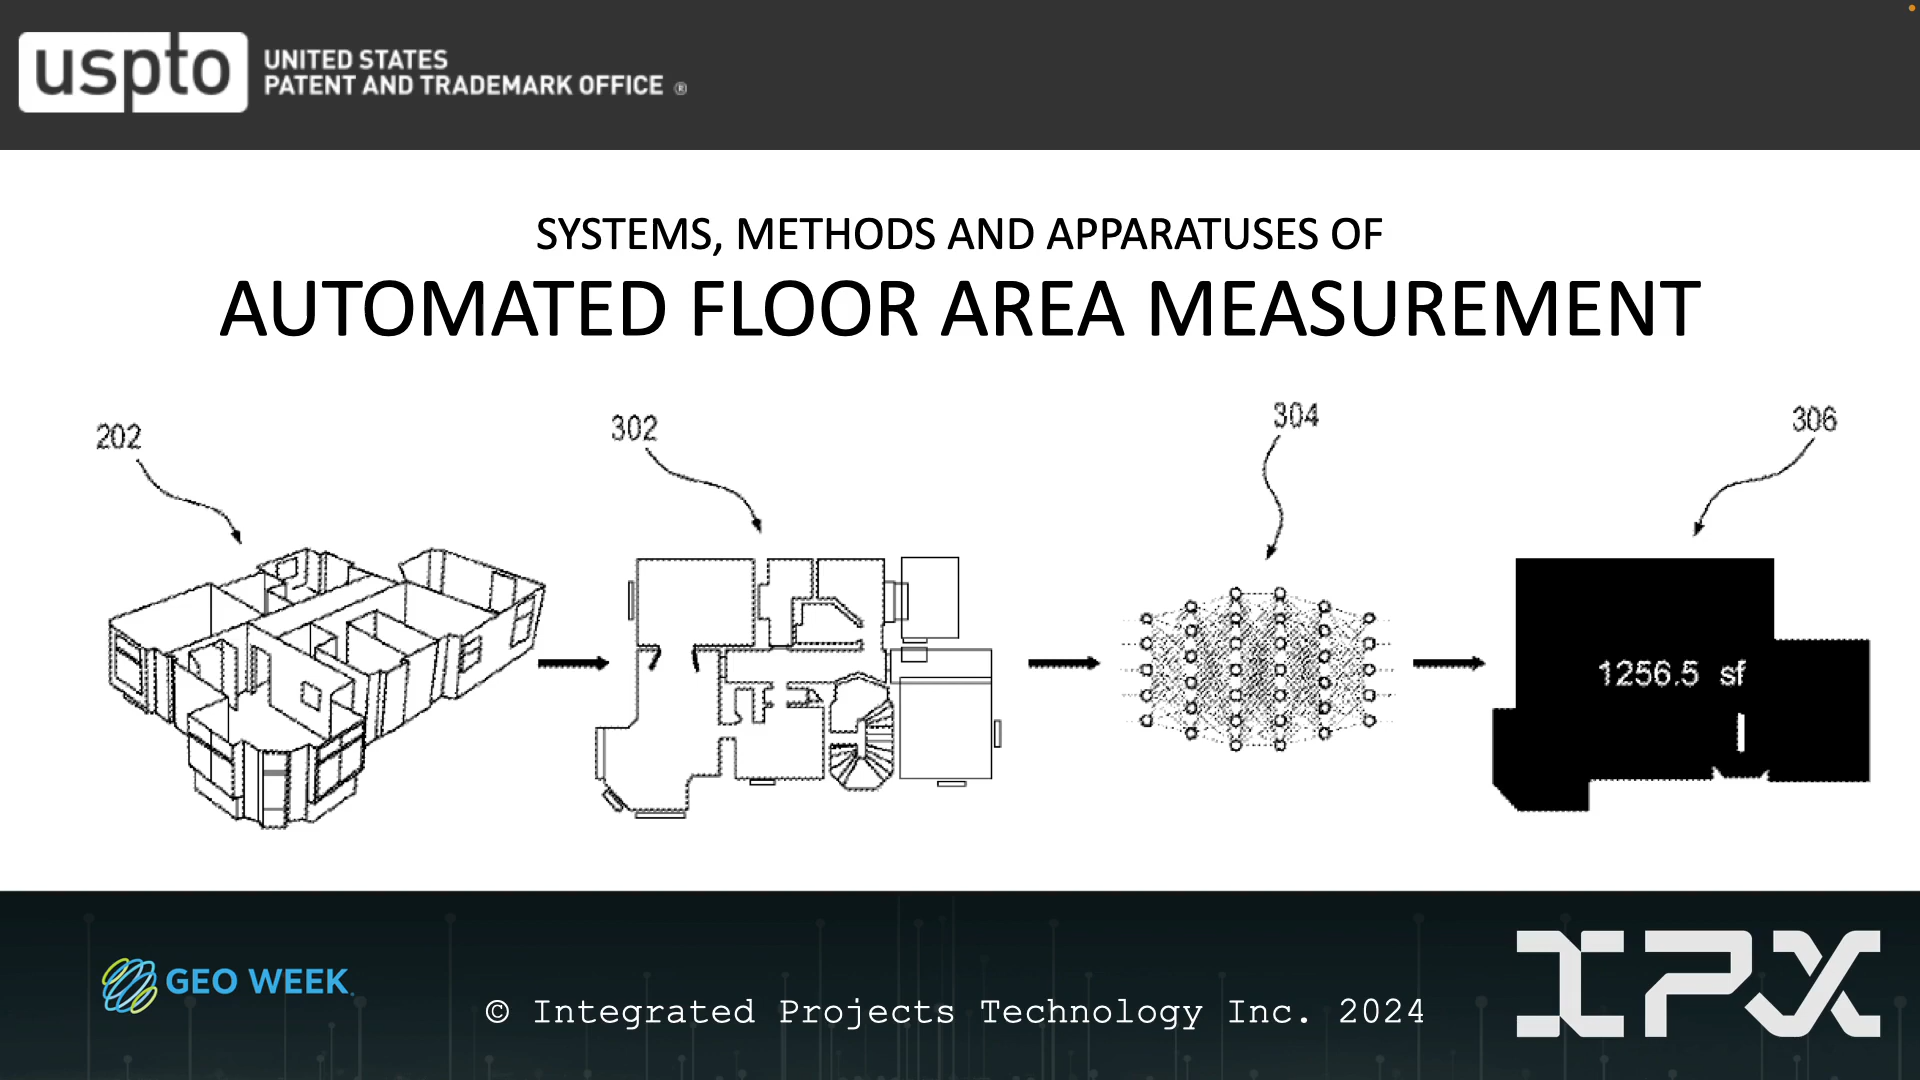 uspto
UNITED STATES
PATENT AND TRADEMARK OFFICE ®
SYSTEMS, METHODS AND APPARATUSES OF
AUTOMATED FLOOR AREA MEASUREMENT
202
302
304
306
1256.5 sf
GEO WEEK
© Integrated Projects Technology Inc. 2024
IPX